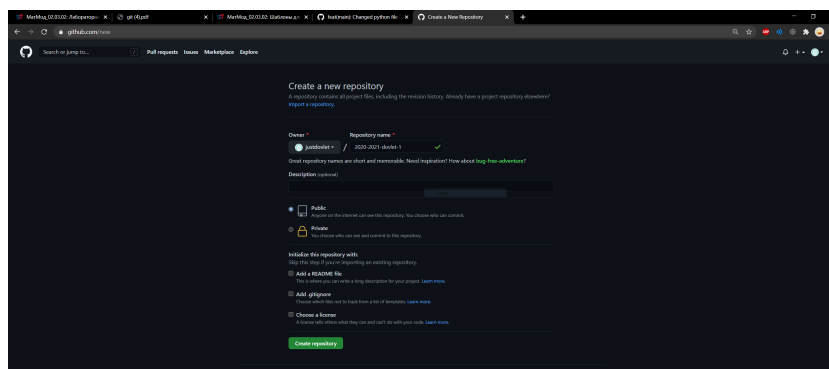 МатМод_02.03.02: Лабораторн
git (4).pdf
МатМод_02.03.02: Шаблоны дл
feat(main): Changed python file
Create a New Repository
github.com/new
Search or jump to...
/
Pull requests Issues Marketplace Explore
Create a new repository
A repository contains all project files, including the revision history. Already have a project repository elsewhere?
Import a repository.
Owner * Repository name *
justdovlet / 2020-2021-dovlet-1
Great repository names are short and memorable. Need inspiration? How about bug-free-adventure?
Description (optional)
Public
Anyone on the internet can see this repository. You choose who can commit.
Private
You choose who can see and commit to this repository.
Initialize this repository with:
Skip this step if you're importing an existing repository.
Add a README file
This is where you can write a long description for your project. Learn more.
Add .gitignore
Choose which files not to track from a list of templates. Learn more.
Choose a license
A license tells others what they can and can't do with your code. Learn more.
Create repository